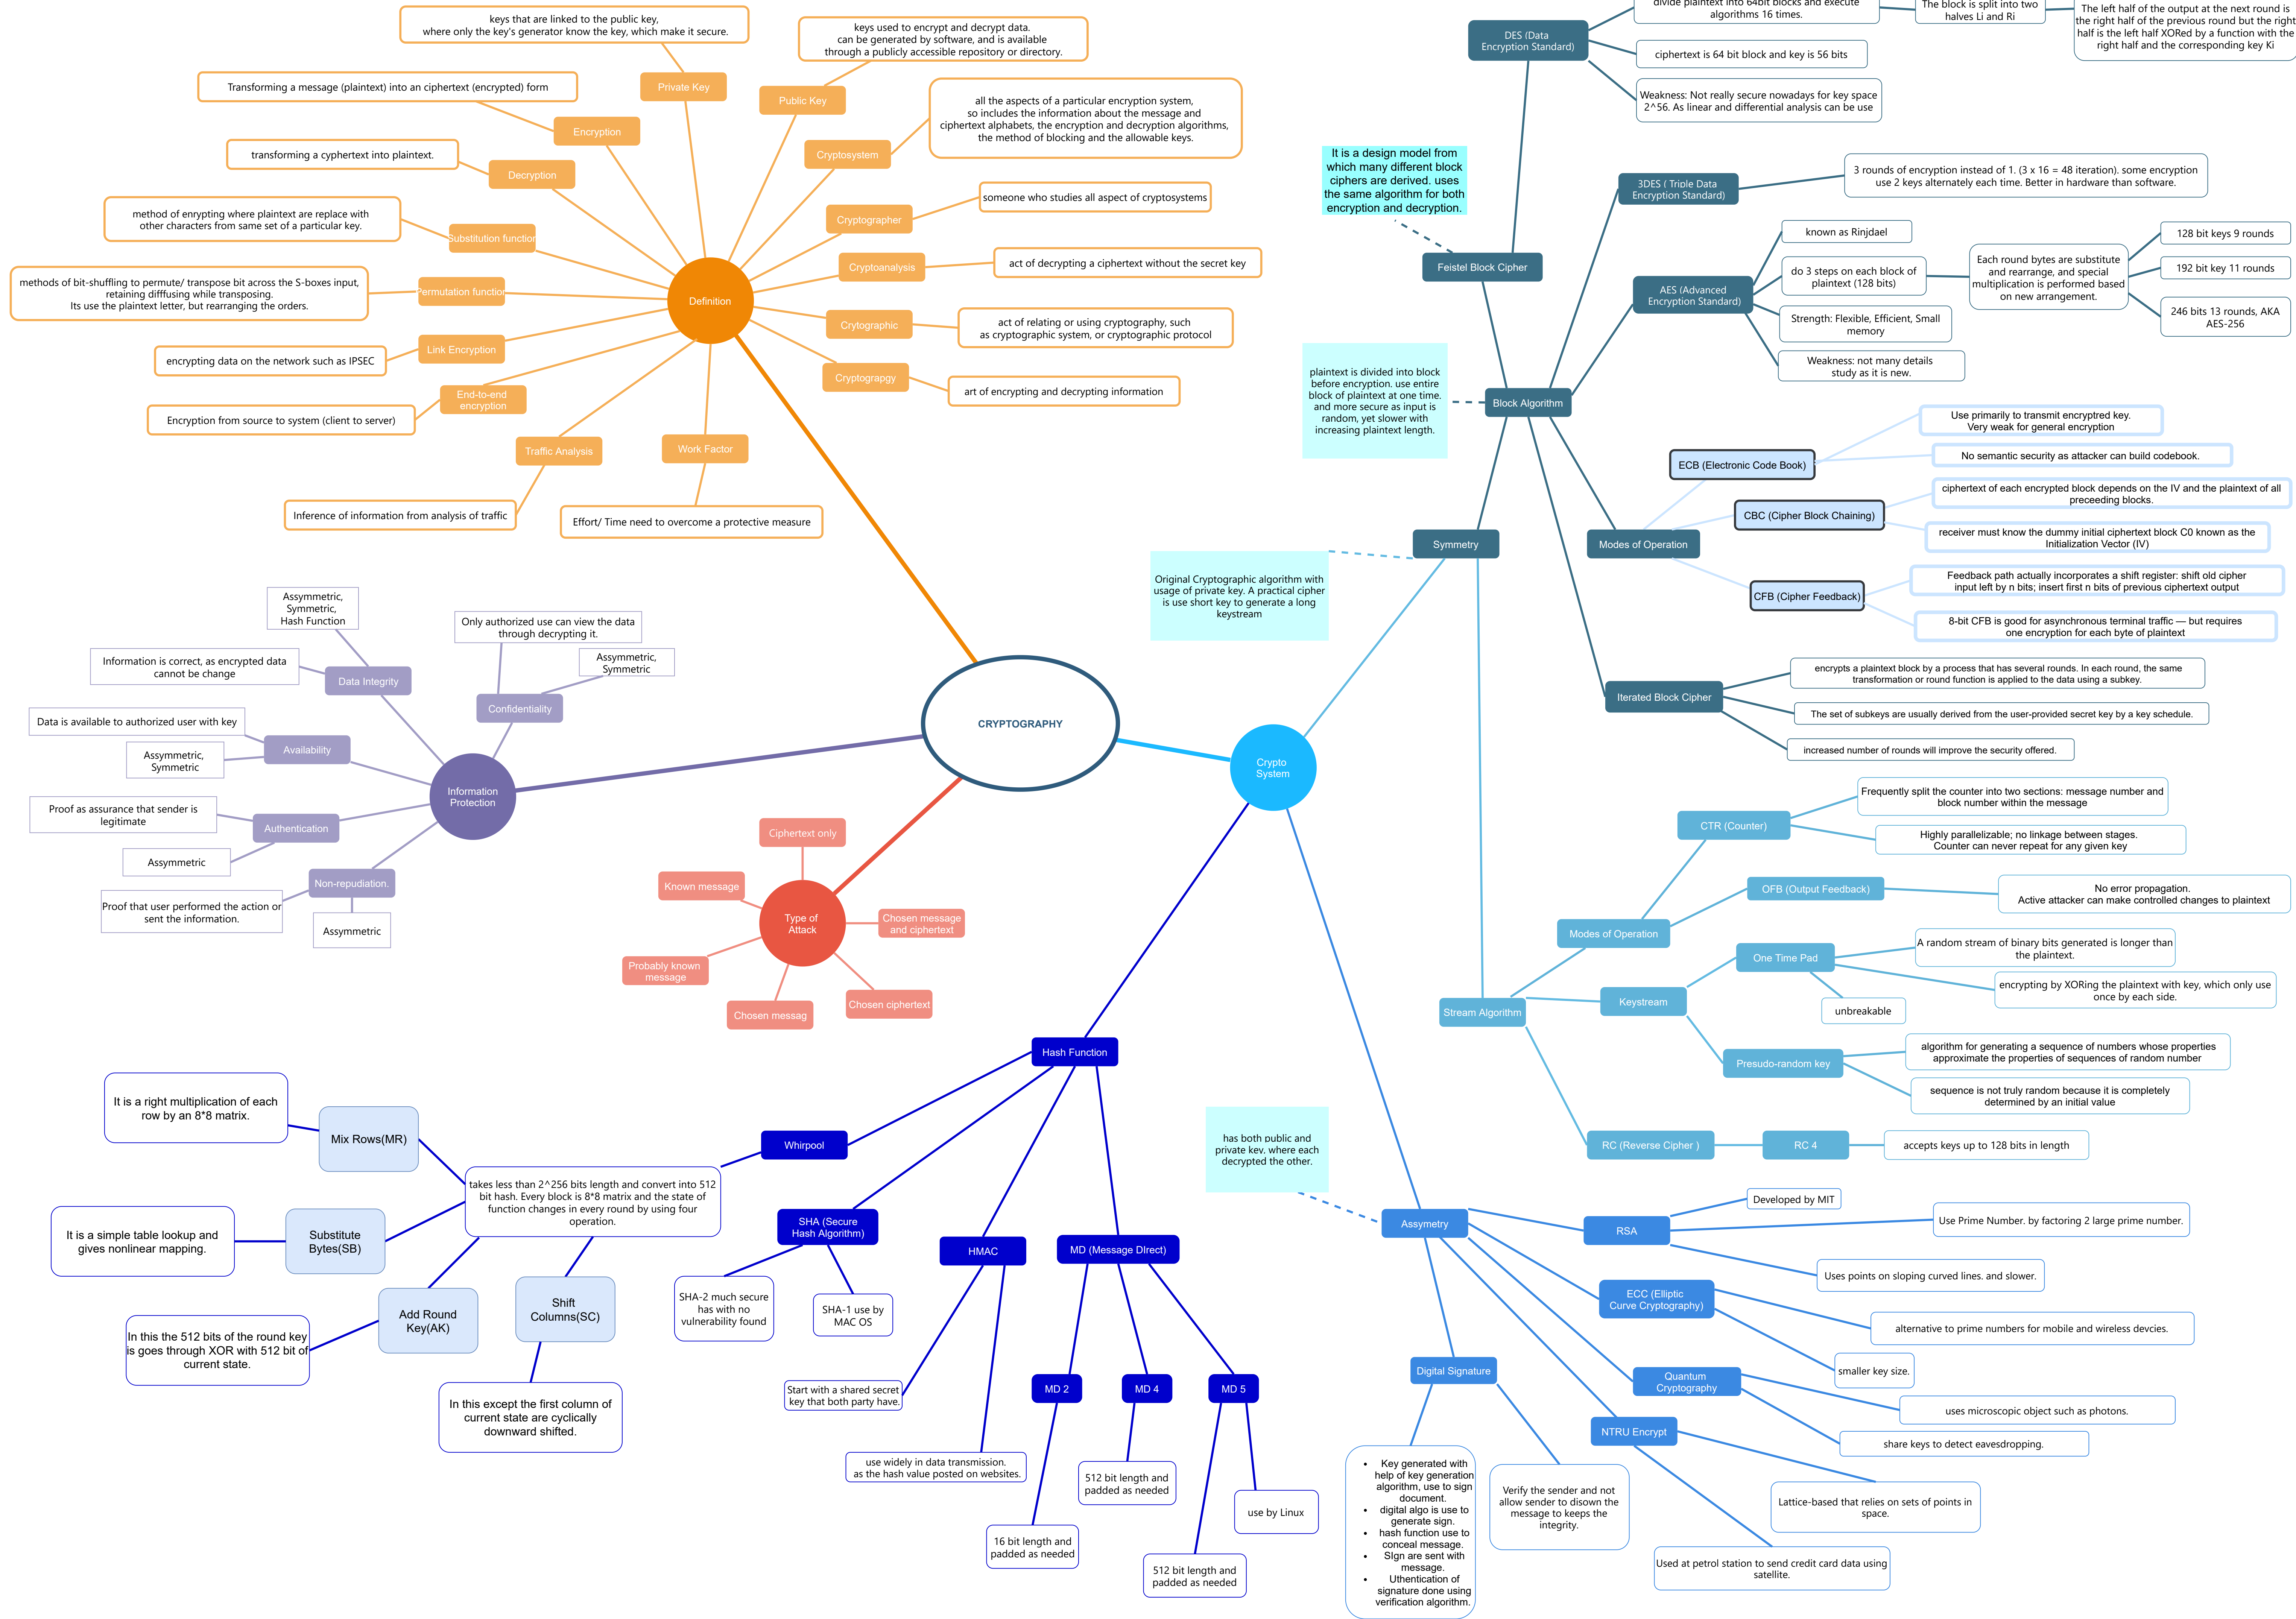 CRYPTOGRAPHY
Definition
Private Key
keys that are linked to the public key,
where only the key's generator know the key, which make it secure.
Public Key
keys used to encrypt and decrypt data.
can be generated by software, and is available
through a publicly accessible repository or directory.
Encryption
Transforming a message (plaintext) into an ciphertext (encrypted) form
Cryptosystem
all the aspects of a particular encryption system,
so includes the information about the message and
ciphertext alphabets, the encryption and decryption algorithms,
the method of blocking and the allowable keys.
Decryption
transforming a cyphertext into plaintext.
Cryptographer
someone who studies all aspect of cryptosystems
Substitution function
method of enrypting where plaintext are replace with
other characters from same set of a particular key.
Cryptoanalysis
act of decrypting a ciphertext without the secret key
Permutation function
methods of bit-shuffling to permute/ transpose bit across the S-boxes input,
retaining difffusing while transposing.
Its use the plaintext letter, but rearranging the orders.
Crytographic
act of relating or using cryptography, such
as cryptographic system, or cryptographic protocol
Link Encryption
encrypting data on the network such as IPSEC
Cryptograpgy
art of encrypting and decrypting information
End-to-end
encryption
Encryption from source to system (client to server)
Traffic Analysis
Inference of information from analysis of traffic
Work Factor
Effort/ Time need to overcome a protective measure
Information
Protection
Data Integrity
Assymmetric,
Symmetric,
Hash Function
Information is correct, as encrypted data
cannot be change
Confidentiality
Only authorized use can view the data
through decrypting it.
Assymmetric,
Symmetric
Availability
Data is available to authorized user with key
Assymmetric,
Symmetric
Authentication
Proof as assurance that sender is
legitimate
Assymmetric
Non-repudiation.
Proof that user performed the action or
sent the information.
Assymmetric
Type of
Attack
Ciphertext only
Known message
Chosen message
and ciphertext
Probably known
message
Chosen messag
Chosen ciphertext
Crypto
System
Symmetry
Original Cryptographic algorithm with
usage of private key. A practical cipher
is use short key to generate a long
keystream
Block Algorithm
plaintext is divided into block
before encryption. use entire
block of plaintext at one time.
and more secure as input is
random, yet slower with
increasing plaintext length.
Feistel Block Cipher
It is a design model from
which many different block
ciphers are derived. uses
the same algorithm for both
encryption and decryption.
DES (Data
Encryption Standard)
divide plaintext into 64bit blocks and execute
algorithms 16 times.
The block is split into two
halves Li and Ri
The left half of the output at the next round is
the right half of the previous round but the right
half is the left half XORed by a function with the
right half and the corresponding key Ki
ciphertext is 64 bit block and key is 56 bits
Weakness: Not really secure nowadays for key space
2^56. As linear and differential analysis can be use
3DES ( Triple Data
Encryption Standard)
3 rounds of encryption instead of 1. (3 x 16 = 48 iteration). some encryption
use 2 keys alternately each time. Better in hardware than software.
AES (Advanced
Encryption Standard)
known as Rinjdael
do 3 steps on each block of
plaintext (128 bits)
Each round bytes are substitute
and rearrange, and special
multiplication is performed based
on new arrangement.
128 bit keys 9 rounds
192 bit key 11 rounds
246 bits 13 rounds, AKA
AES-256
Strength: Flexible, Efficient, Small
memory
Weakness: not many details
study as it is new.
Modes of Operation
ECB (Electronic Code Book)
Use primarily to transmit encryptred key.
Very weak for general encryption
No semantic security as attacker can build codebook.
CBC (Cipher Block Chaining)
ciphertext of each encrypted block depends on the IV and the plaintext of all
preceeding blocks.
receiver must know the dummy initial ciphertext block C0 known as the
Initialization Vector (IV)
CFB (Cipher Feedback)
Feedback path actually incorporates a shift register: shift old cipher
input left by n bits; insert first n bits of previous ciphertext output
8-bit CFB is good for asynchronous terminal traffic — but requires
one encryption for each byte of plaintext
Iterated Block Cipher
encrypts a plaintext block by a process that has several rounds. In each round, the same
transformation or round function is applied to the data using a subkey.
The set of subkeys are usually derived from the user-provided secret key by a key schedule.
increased number of rounds will improve the security offered.
Stream Algorithm
Modes of Operation
CTR (Counter)
Frequently split the counter into two sections: message number and
block number within the message
Highly parallelizable; no linkage between stages.
Counter can never repeat for any given key
OFB (Output Feedback)
No error propagation.
Active attacker can make controlled changes to plaintext
Keystream
One Time Pad
A random stream of binary bits generated is longer than
the plaintext.
encrypting by XORing the plaintext with key, which only use
once by each side.
unbreakable
Presudo-random key
algorithm for generating a sequence of numbers whose properties
approximate the properties of sequences of random number
sequence is not truly random because it is completely
determined by an initial value
RC (Reverse Cipher )
RC 4
accepts keys up to 128 bits in length
Assymetry
has both public and
private key. where each
decrypted the other.
RSA
Developed by MIT
Use Prime Number. by factoring 2 large prime number.
Uses points on sloping curved lines. and slower.
ECC (Elliptic
Curve Cryptography)
alternative to prime numbers for mobile and wireless devcies.
smaller key size.
Quantum
Cryptography
uses microscopic object such as photons.
share keys to detect eavesdropping.
NTRU Encrypt
Lattice-based that relies on sets of points in
space.
Used at petrol station to send credit card data using
satellite.
Digital Signature
• Key generated with
help of key generation
algorithm, use to sign
document.
• digital algo is use to
generate sign.
• hash function use to
conceal message.
• SIgn are sent with
message.
• Uthentication of
signature done using
verification algorithm.
Verify the sender and not
allow sender to disown the
message to keeps the
integrity.
Hash Function
Whirpool
takes less than 2^256 bits length and convert into 512
bit hash. Every block is 8*8 matrix and the state of
function changes in every round by using four
operation.
Mix Rows(MR)
It is a right multiplication of each
row by an 8*8 matrix.
Substitute
Bytes(SB)
It is a simple table lookup and
gives nonlinear mapping.
Add Round
Key(AK)
In this the 512 bits of the round key
is goes through XOR with 512 bit of
current state.
Shift
Columns(SC)
In this except the first column of
current state are cyclically
downward shifted.
SHA (Secure
Hash Algorithm)
SHA-2 much secure
has with no
vulnerability found
SHA-1 use by
MAC OS
HMAC
Start with a shared secret
key that both party have.
use widely in data transmission.
as the hash value posted on websites.
MD (Message DIrect)
MD 2
16 bit length and
padded as needed
MD 4
512 bit length and
padded as needed
MD 5
512 bit length and
padded as needed
use by Linux